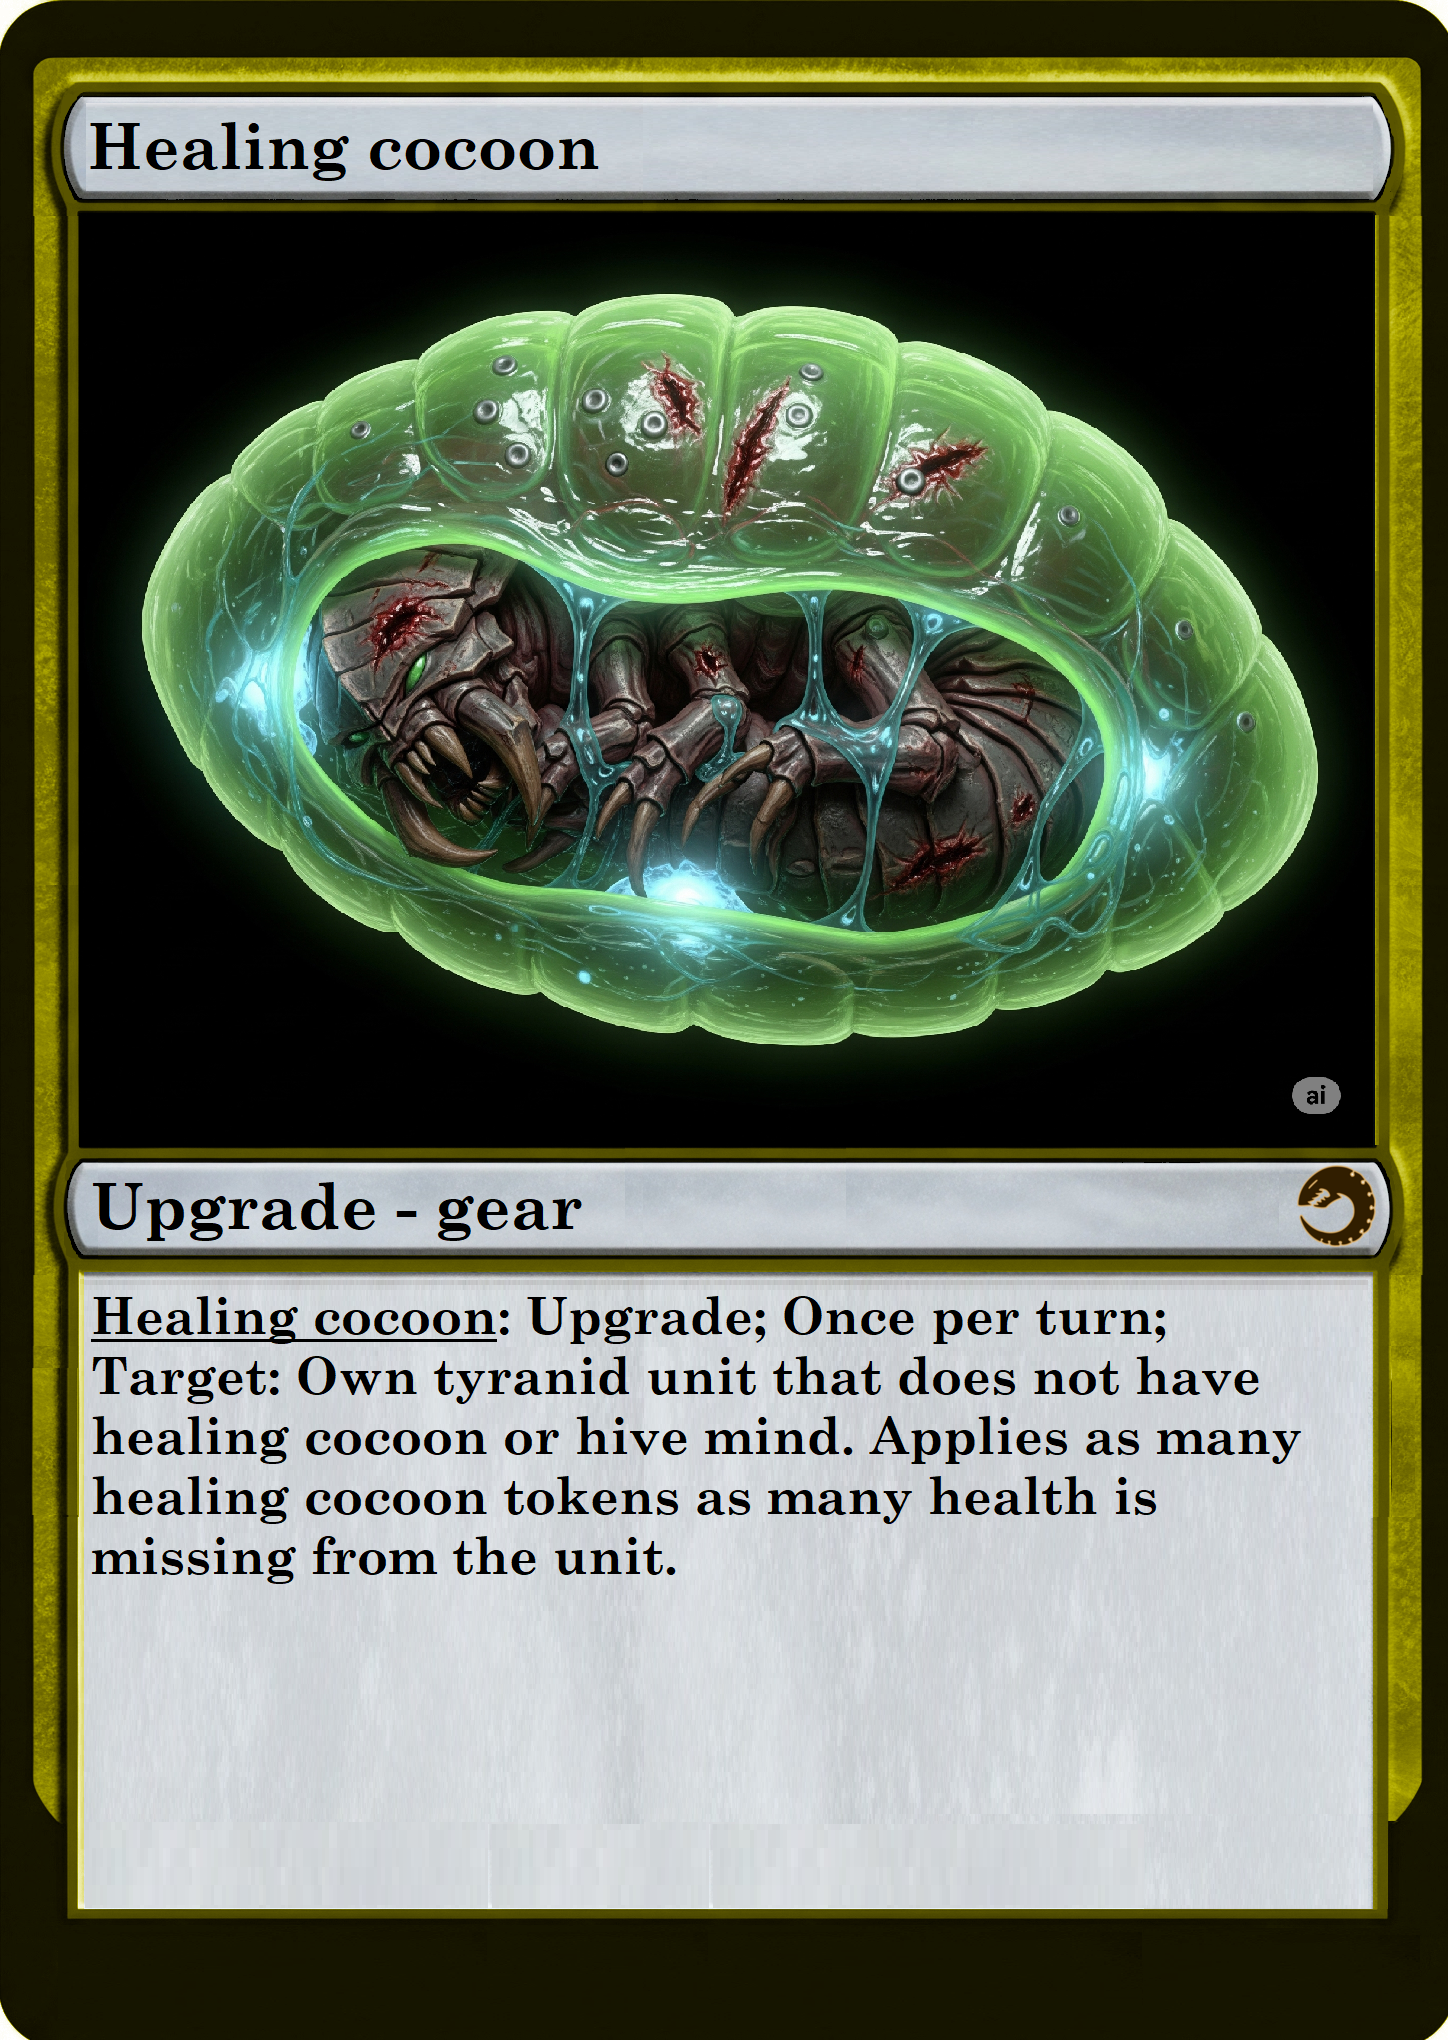 Healing cocoon
ai
Upgrade - gear
Healing cocoon: Upgrade; Once per turn;
Target: Own tyranid unit that does not have
healing cocoon or hive mind. Applies as many
healing cocoon tokens as many health is
missing from the unit.